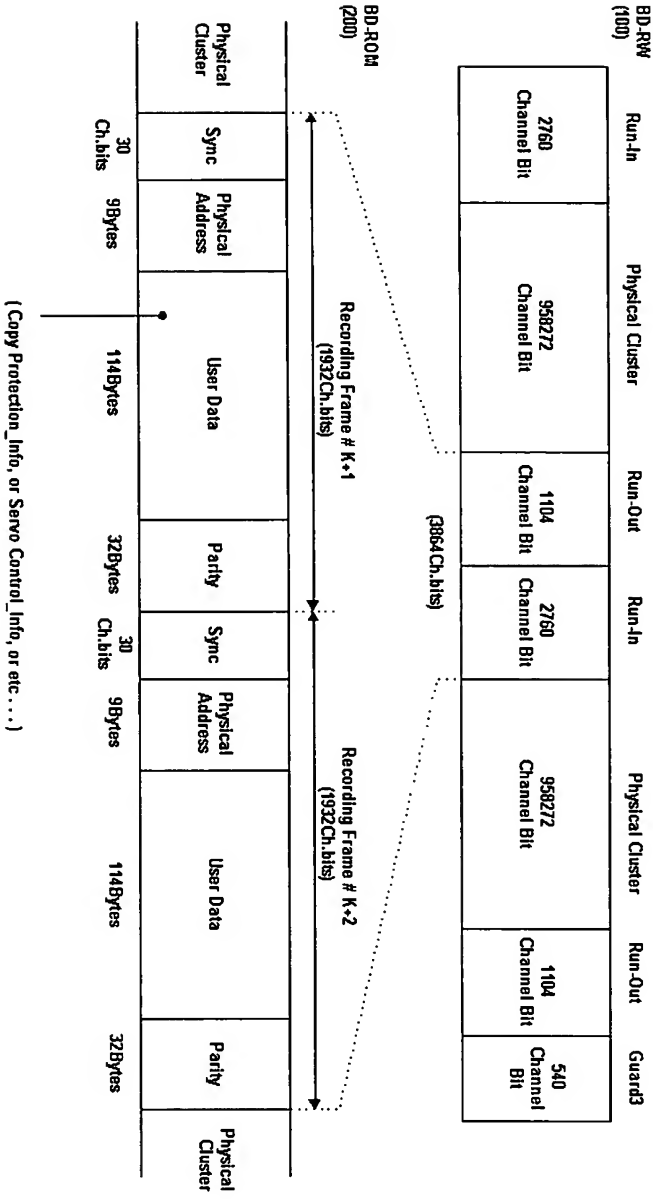 BD-RW
(100)
Run-In
Physical Cluster
Run-Out
Run-In
Physical Cluster
Run-Out
Guard3
2760
Channel Bit
958272
Channel Bit
1104
Channel Bit
2760
Channel Bit
958272
Channel Bit
1104
Channel Bit
540
Channel
Bit
(3864Ch.bits)
BD-ROM
(200)
Recording Frame # K+1
(1932Ch.bits)
Recording Frame # K+2
(1932Ch.bits)
Physical
Cluster
Sync
Physical
Address
User Data
Parity
Sync
Physical
Address
User Data
Parity
Physical
Cluster
30
Ch.bits
9Bytes
114Bytes
32Bytes
30
Ch.bits
9Bytes
114Bytes
32Bytes
( Copy Protection_Info, or Servo Control_Info, or etc . . . )